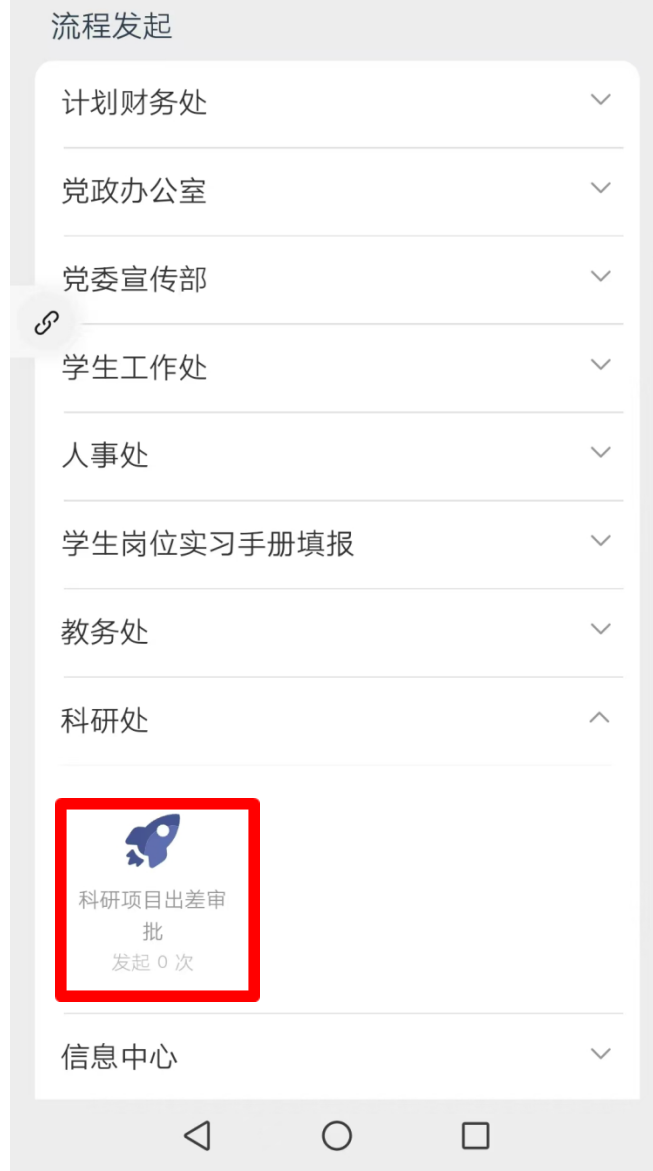 流程发起
计划财务处
党政办公室
党委宣传部
学生工作处
人事处
学生岗位实习手册填报
教务处
科研处
科研项目出差审
批
发起 0 次
信息中心